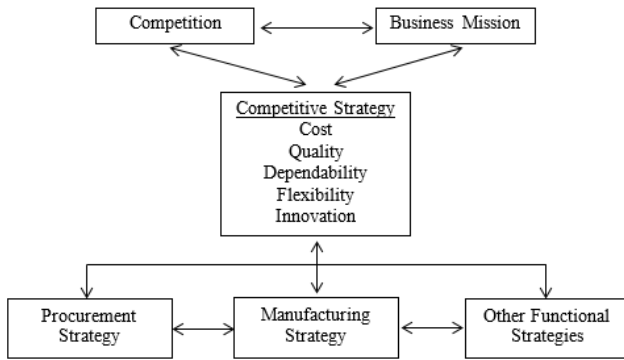 Competition
Business Mission
Competitive Strategy
Cost
Quality
Dependability
Flexibility
Innovation
Procurement
Strategy
Manufacturing
Strategy
Other Functional
Strategies